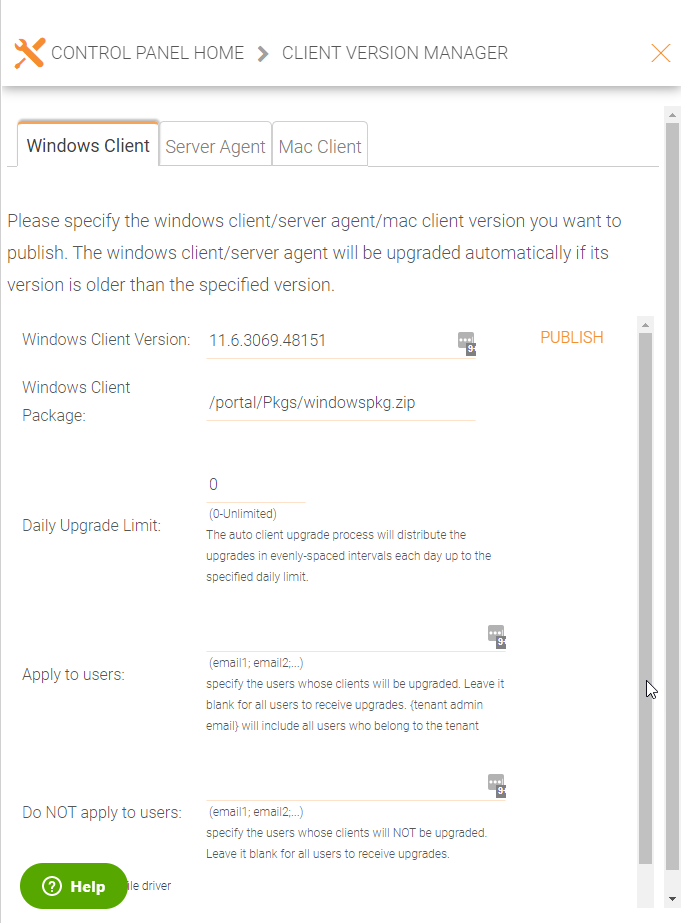 CONTROL PANEL HOME CLIENT VERSION MANAGER
Windows Client Server Agent Mac Client
Please specify the windows client/server agent/mac client version you want to
publish. The windows client/server agent will be upgraded automatically if its
version is older than the specified version.
Windows Client Version: 11.6.3069.48151 PUBLISH
Windows Client
Package:
/portal/Pkgs/windowspkg.zip
0
(0-Unlimited)
Daily Upgrade Limit:
The auto client upgrade process will distribute the
upgrades in evenly-spaced intervals each day up to the
specified daily limit.
(email1; email2;...)
Apply to users:
specify the users whose clients will be upgraded. Leave it
blank for all users to receive upgrades. {tenant admin
email} will include all users who belong to the tenant
Do NOT apply to users:
(email1; email2;...)
specify the users whose clients will NOT be upgraded.
Leave it blank for all users to receive upgrades.
Help
driver